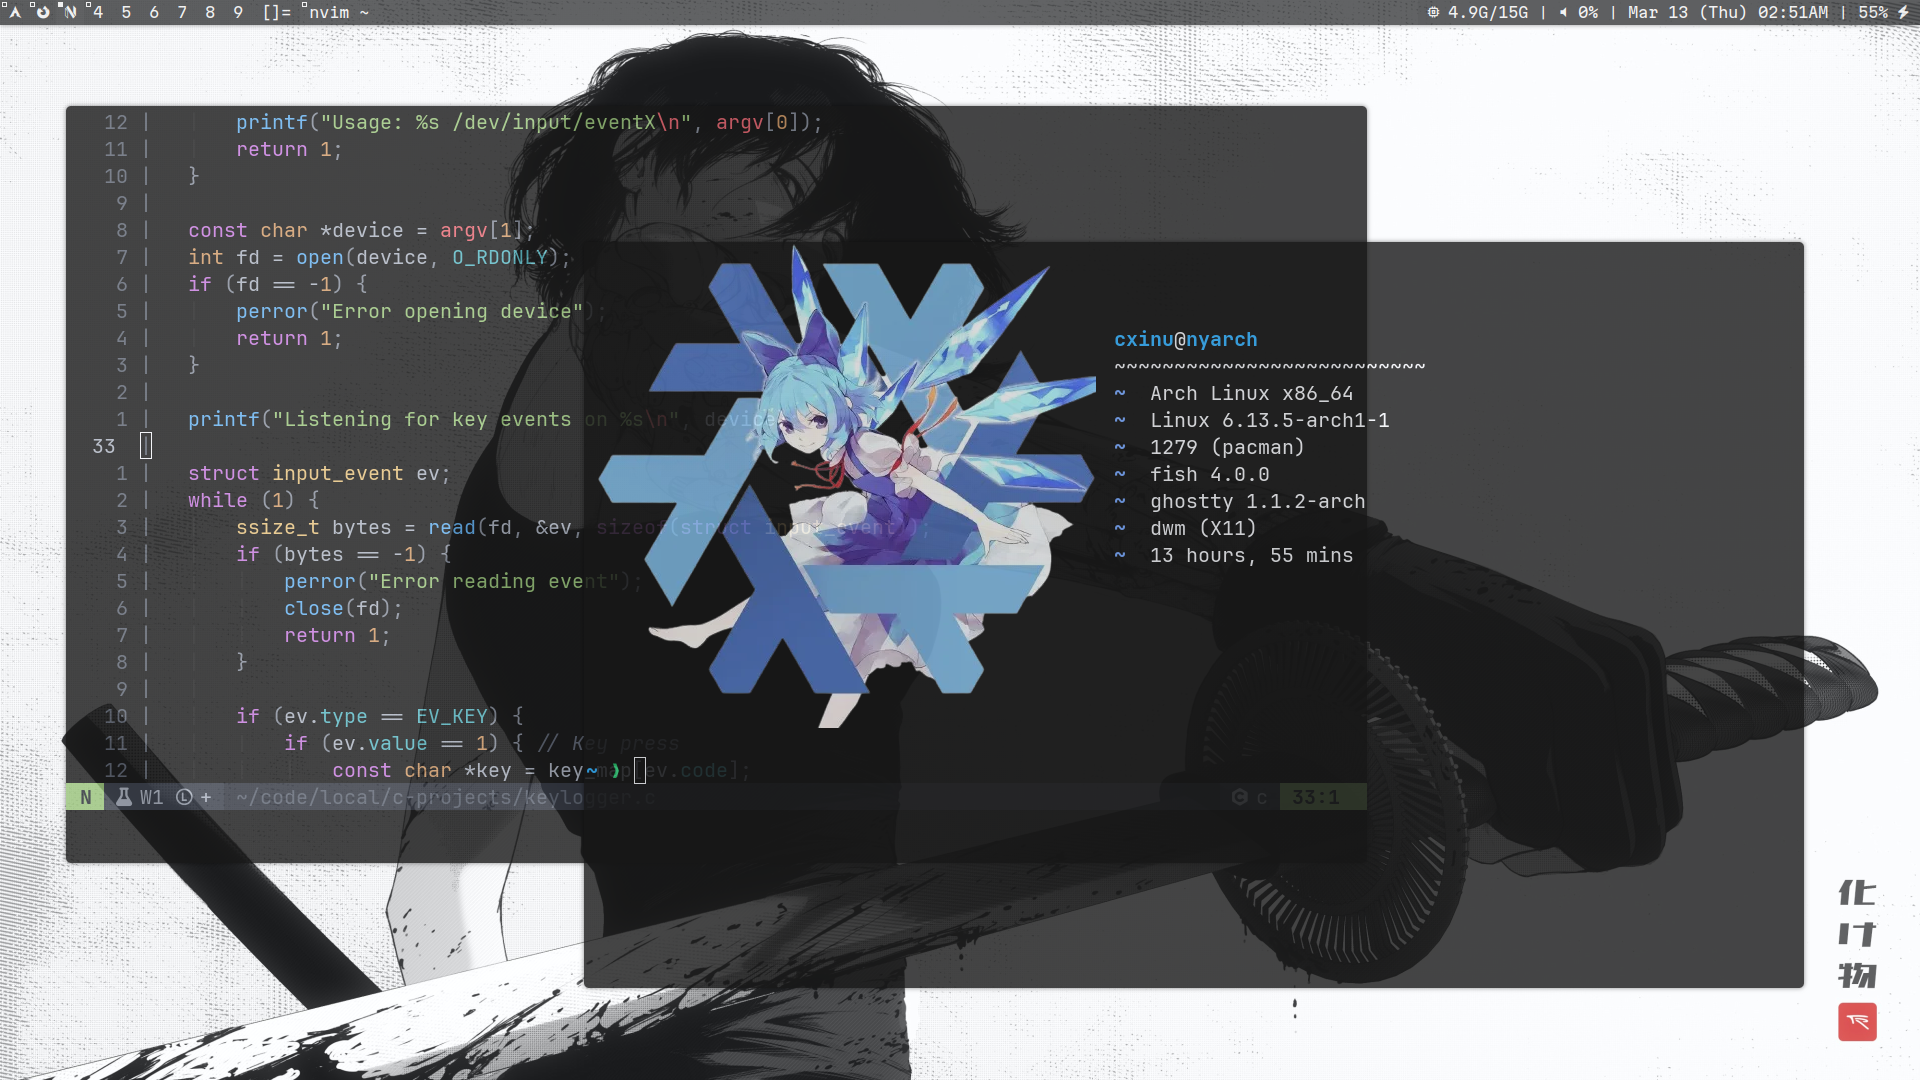 4 5 6 7 8 9 []= nvim ~
4.9G/15G | 0% | Mar 13 (Thu) 02:51AM | 55%
12 | printf("Usage: %s /dev/input/eventX\n", argv[0]);
11 | return 1;
10 | }
9 |
8 | const char *device = argv[1];
7 | int fd = open(device, O_RDONLY);
6 | if (fd == -1) {
5 | perror("Error opening device");
4 | return 1;
3 | }
2 |
1 | printf("Listening for key events on %s\n", device
33
1 | struct input_event ev;
2 | while (1) {
3 | ssize_t bytes = read(fd, &ev, sizeof(struct input_event));
4 | if (bytes == -1) {
5 | perror("Error reading event");
6 | close(fd);
7 | return 1;
8 | }
9 |
10 | if (ev.type == EV_KEY) {
11 | if (ev.value == 1) { // Key press
12 | const char *key = key_map[ev.code];
N W1 + ~/code/local/c-projects/keylogger.c C 33:1
cxinu@nyarch
~~~~~~~~~~~~~~~~~~~~~~~~~~
~ Arch Linux x86_64
~ Linux 6.13.5-arch1-1
~ 1279 (pacman)
~ fish 4.0.0
~ ghostty 1.1.2-arch
~ dwm (X11)
~ 13 hours, 55 mins
~ ❫
化け物